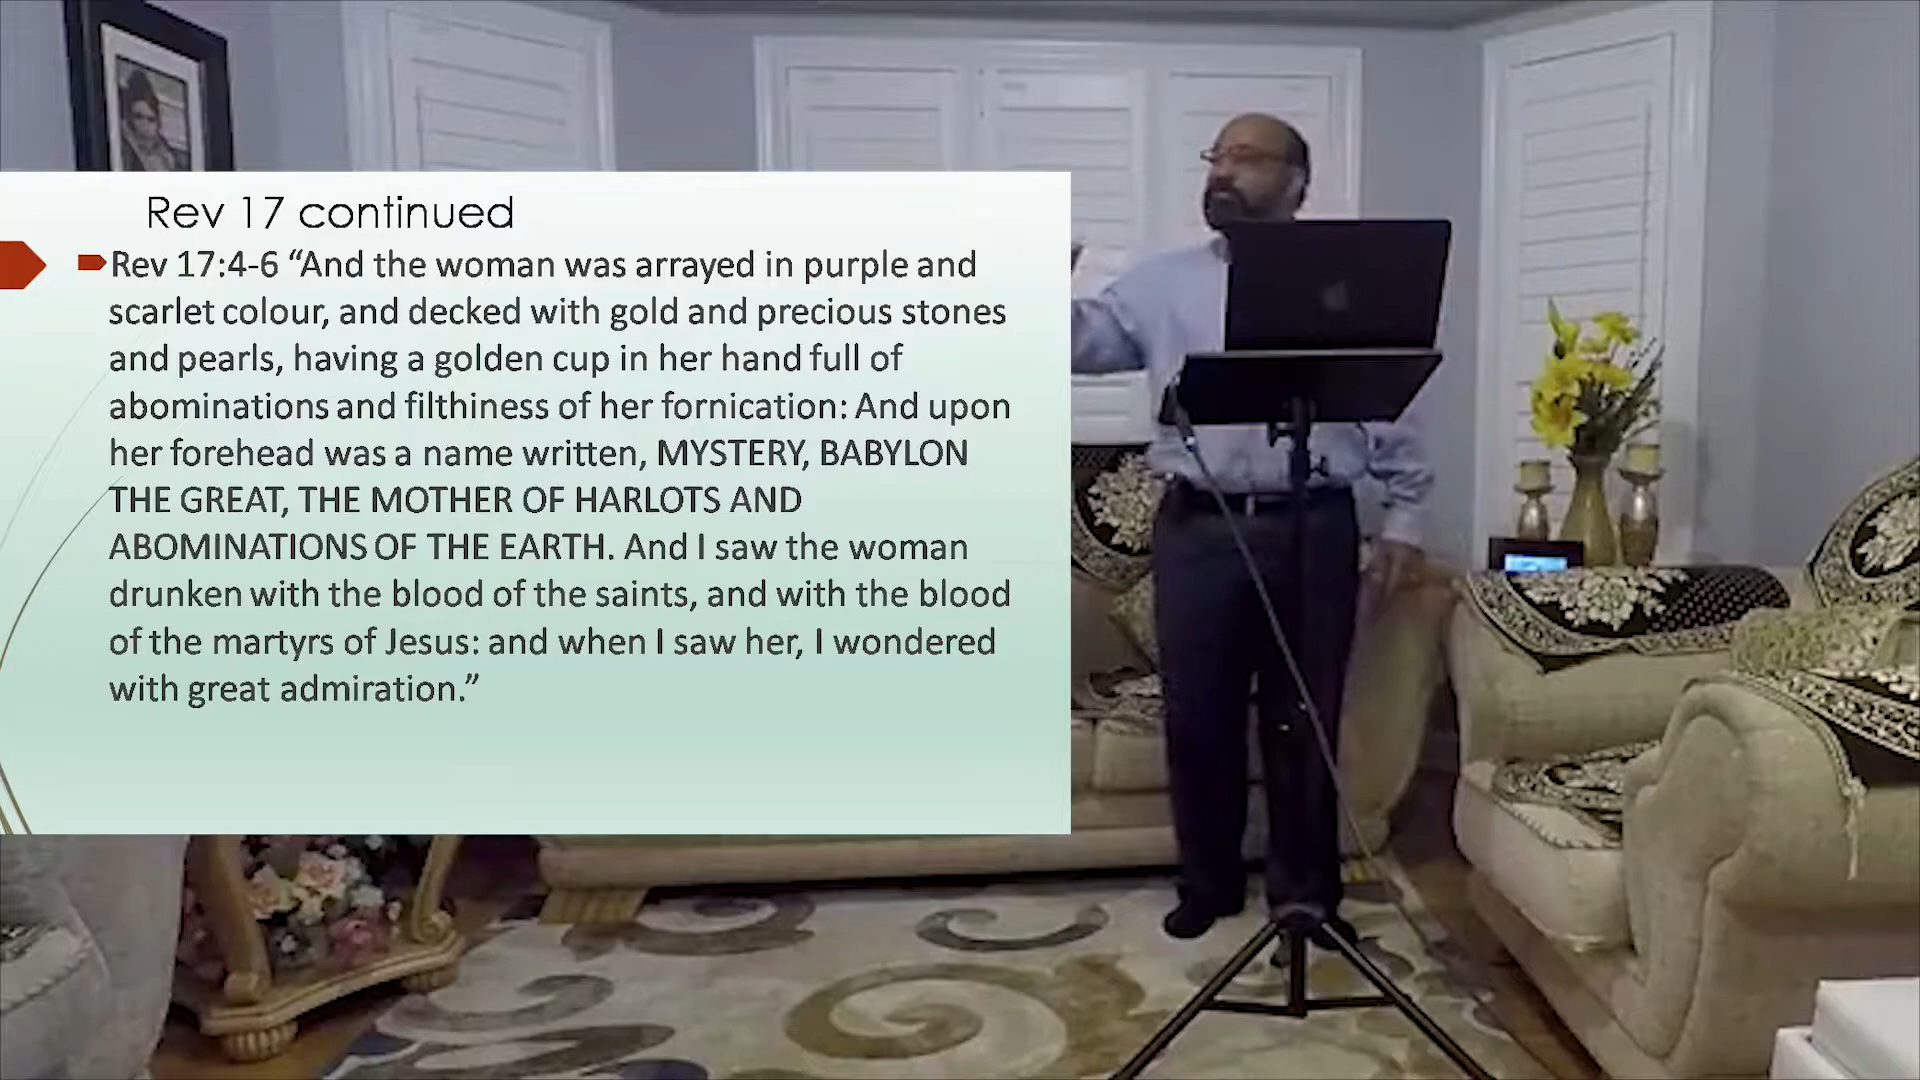 Rev 17 continued
Rev 17:4-6 “And the woman was arrayed in purple and
scarlet colour, and decked with gold and precious stones
and pearls, having a golden cup in her hand full of
abominations and filthiness of her fornication: And upon
her forehead was a name written, MYSTERY, BABYLON
THE GREAT, THE MOTHER OF HARLOTS AND
ABOMINATIONS OF THE EARTH. And I saw the woman
drunken with the blood of the saints, and with the blood
of the martyrs of Jesus: and when I saw her, I wondered
with great admiration.”